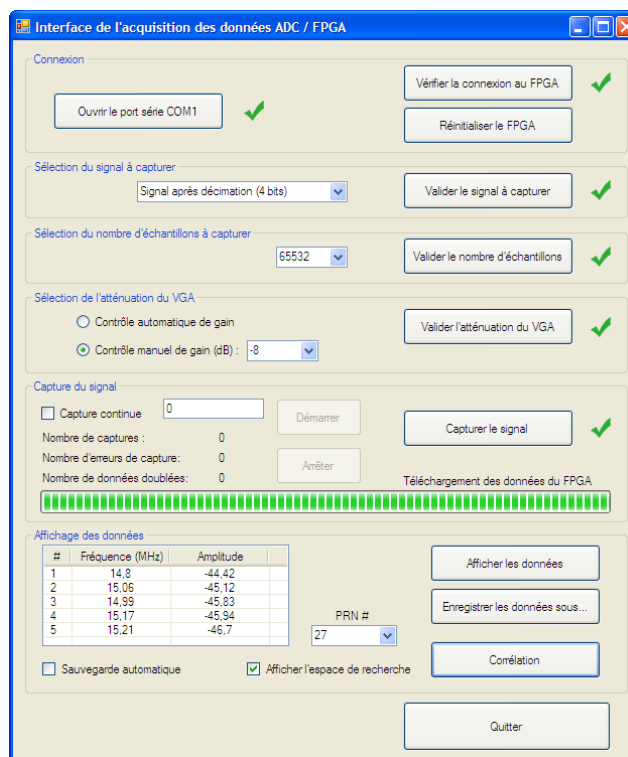 Interface de l'acquisition des données ADC / FPGA
Connexion
Ouvrir le port série COM1
Vérifier la connexion au FPGA
Réinitialiser le FPGA
Sélection du signal à capturer
Signal après décimation (4 bits)
Valider le signal à capturer
Sélection du nombre d'échantillons à capturer
65532
Valider le nombre d'échantillons
Sélection de l'atténuation du VGA
Contrôle automatique de gain
Contrôle manuel de gain (dB) : -8
Valider l'atténuation du VGA
Capture du signal
Capture continue 0
Démarrer
Capturer le signal
Nombre de captures : 0
Nombre d'erreurs de capture: 0
Arrêter
Nombre de données doublées: 0
Téléchargement des données du FPGA
Affichage des données
# Fréquence (MHz) Amplitude
1 14,8 -44,42
2 15,06 -45,12
3 14,99 -45,83
4 15,17 -45,94
5 15,21 -46,7
PRN #
27
Afficher les données
Enregistrer les données sous...
Corrélation
Sauvegarde automatique
Afficher l'espace de recherche
Quitter